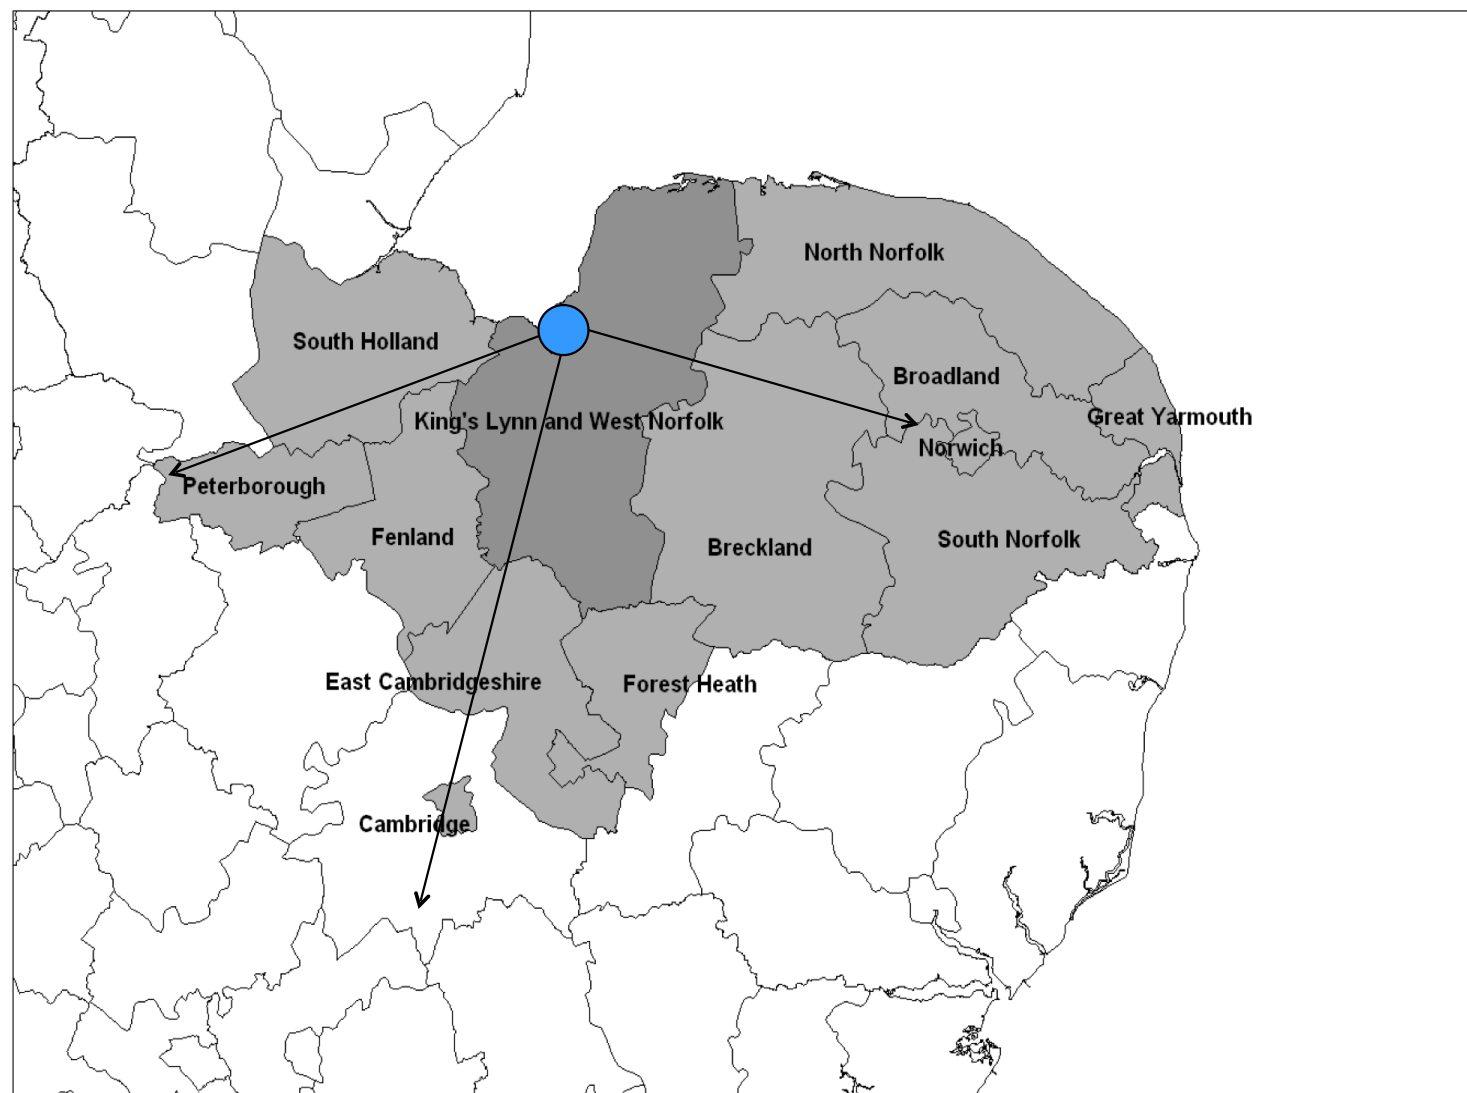 North Norfolk
South Holland
Broadland
King's Lynn and West Norfolk
Great Yarmouth
Norwich
Peterborough
Fenland
Breckland
South Norfolk
East Cambridgeshire
Forest Heath
Cambridge